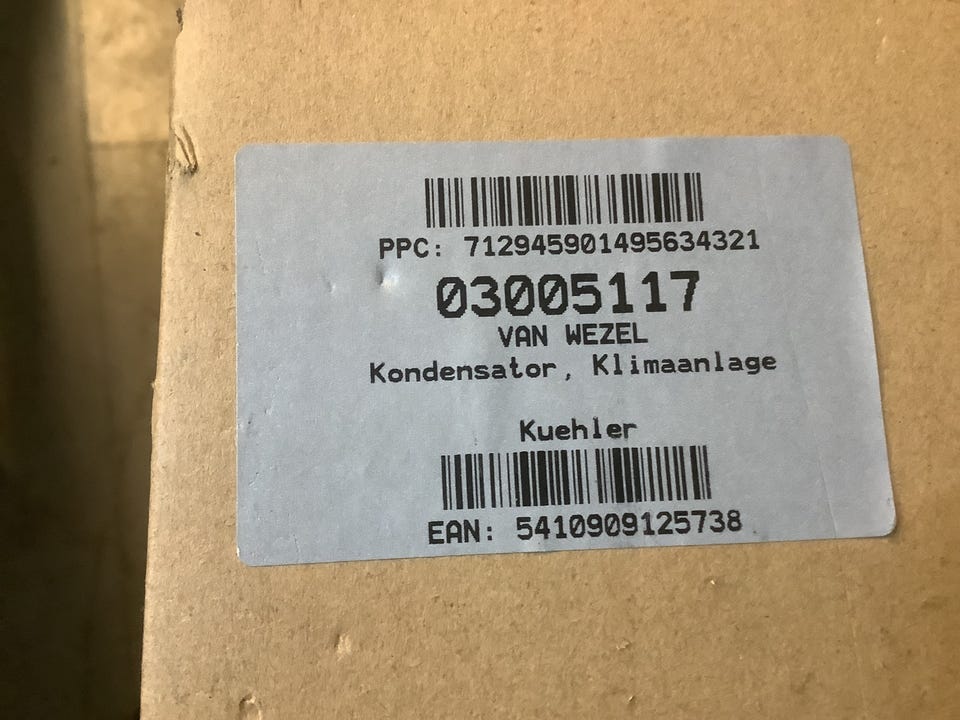 PPC: 712945901495634321
03005117
VAN WEZEL
Kondensator, Klimaanlage
Kuehler
EAN: 5410909125738